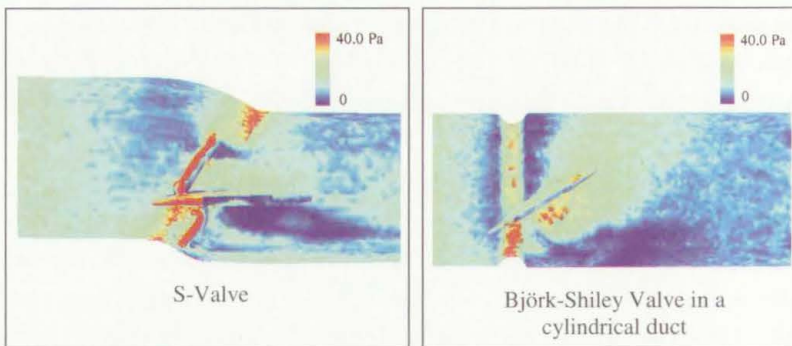 40.0 Pa
0
S-Valve
40.0 Pa
0
Björk-Shiley Valve in a
cylindrical duct